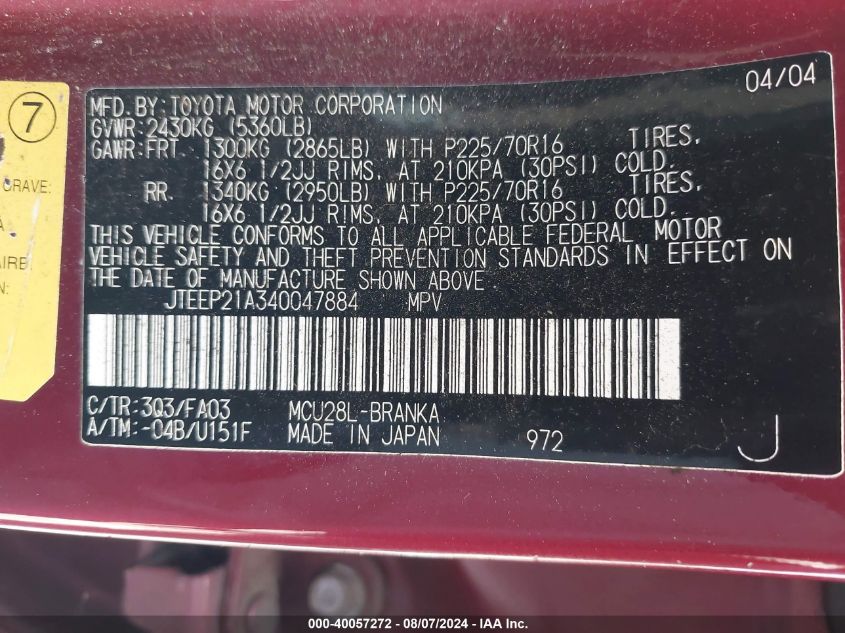 7
GRAVE:
AIRE
N:
04/04
MFD. BY: TOYOTA MOTOR CORPORATION
GVWR: 2430KG (5360LB)
GAWR: FRT. 1300KG (2865LB) WITH P225/70R16 TIRES,
16X6 1/2JJ RIMS, AT 210KPA (30PSI) COLD.
RR. 1340KG (2950LB) WITH P225/70R16 TIRES,
16X6 1/2JJ RIMS, AT 210KPA (30PSI) COLD.
THIS VEHICLE CONFORMS TO ALL APPLICABLE FEDERAL MOTOR
VEHICLE SAFETY AND THEFT PREVENTION STANDARDS IN EFFECT ON
THE DATE OF MANUFACTURE SHOWN ABOVE
JTEEP21A340047884 MPV
C/TR: 3Q3/FA03 MCU28L-BRANKA
A/TM: -04B/U151F MADE IN JAPAN 972 J
000-40057272 - 08/07/2024 - IAA Inc.